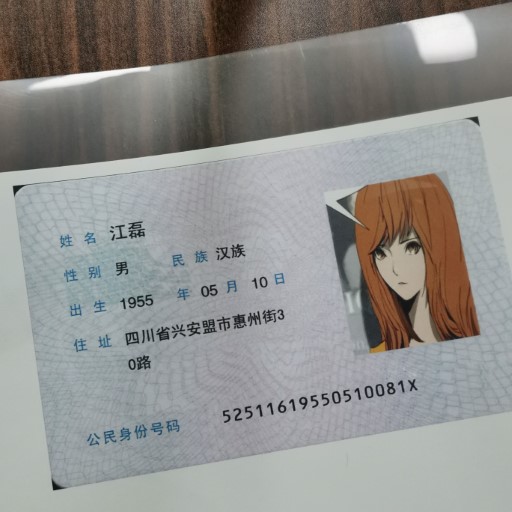 姓名 江磊
性别 男 民族 汉族
出生 1955 年 05 月 10 日
住址 四川省兴安盟市惠州街3
0路
公民身份号码 52511619550510081X